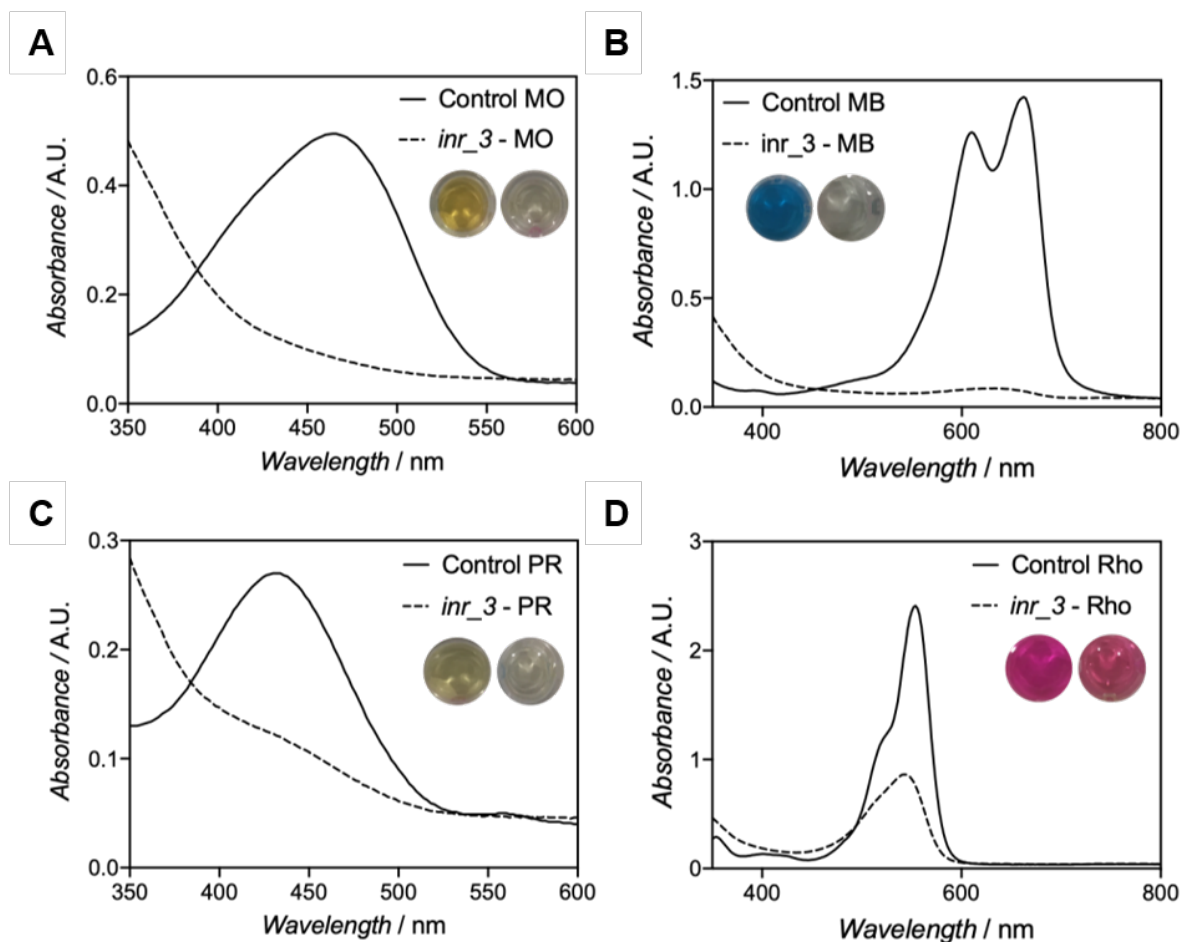 A
0.6
0.4
0.2
0.0
350
400
450
500
550
600
Absorbance / A.U.
Wavelength / nm
Control MO
inr_3 - MO
B
1.5
1.0
0.5
0.0
400
600
800
Absorbance / A.U.
Wavelength / nm
Control MB
inr_3 - MB
C
0.3
0.2
0.1
0.0
350
400
450
500
550
600
Absorbance / A.U.
Wavelength / nm
Control PR
inr_3 - PR
D
3
2
1
0
400
600
800
Absorbance / A.U.
Wavelength / nm
Control Rho
inr_3 - Rho